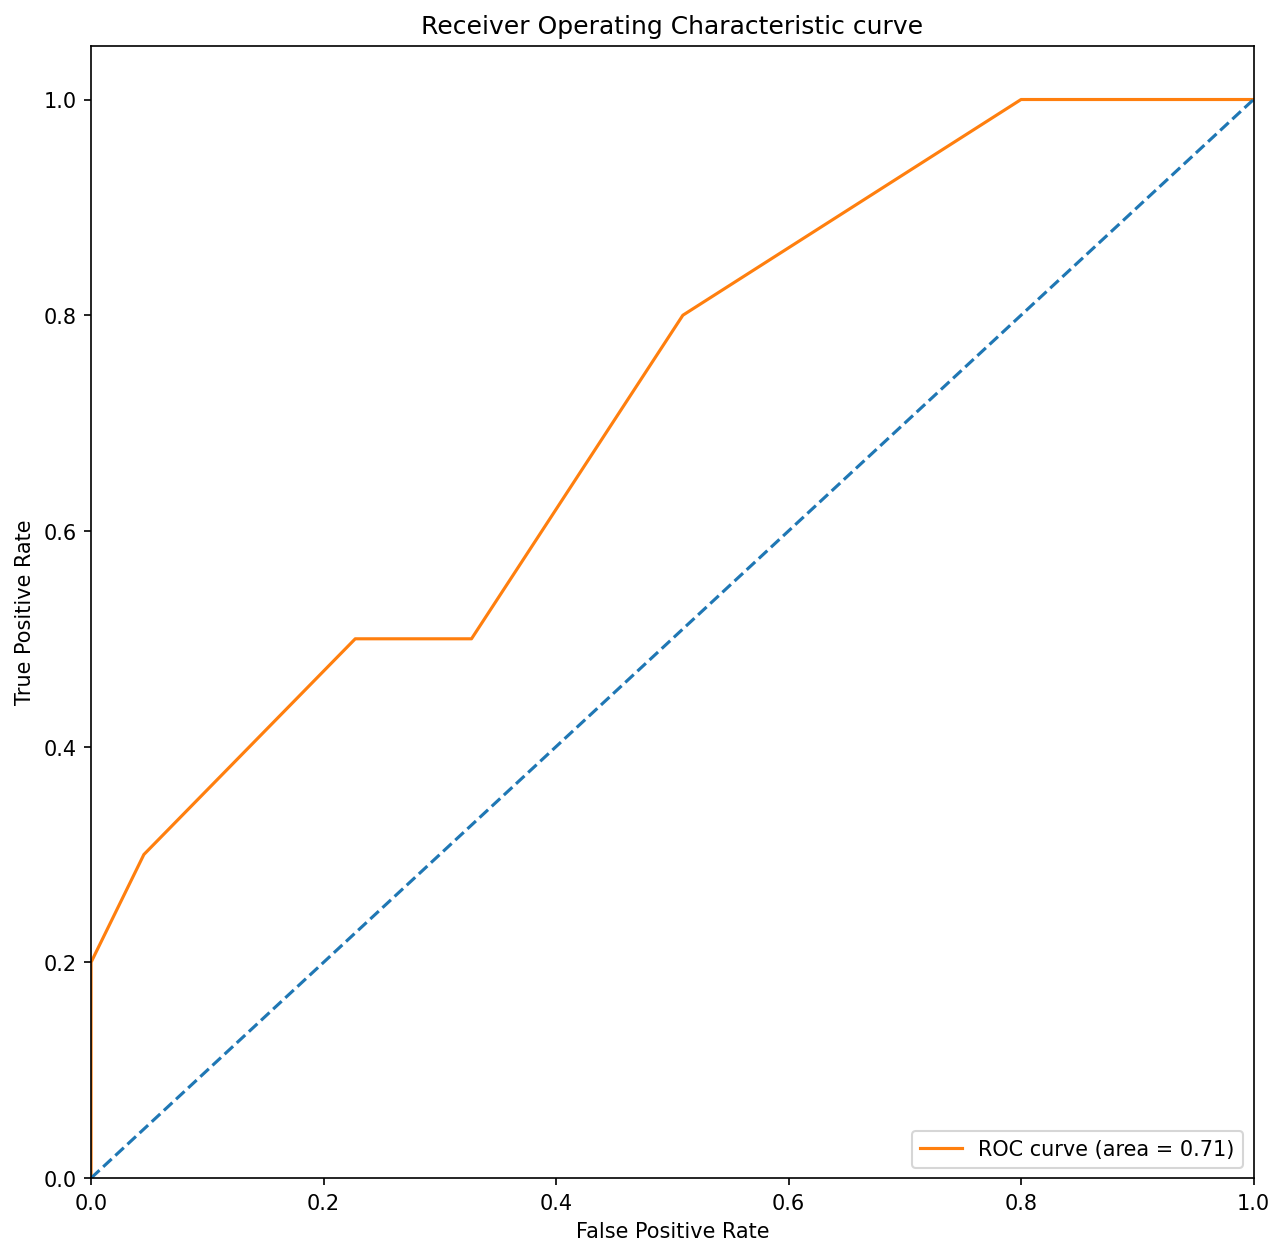 Receiver Operating Characteristic curve
1.0
0.8
0.6
0.4
0.2
0.0
True Positive Rate
ROC curve (area = 0.71)
0.0 0.2 0.4 0.6 0.8 1.0
False Positive Rate